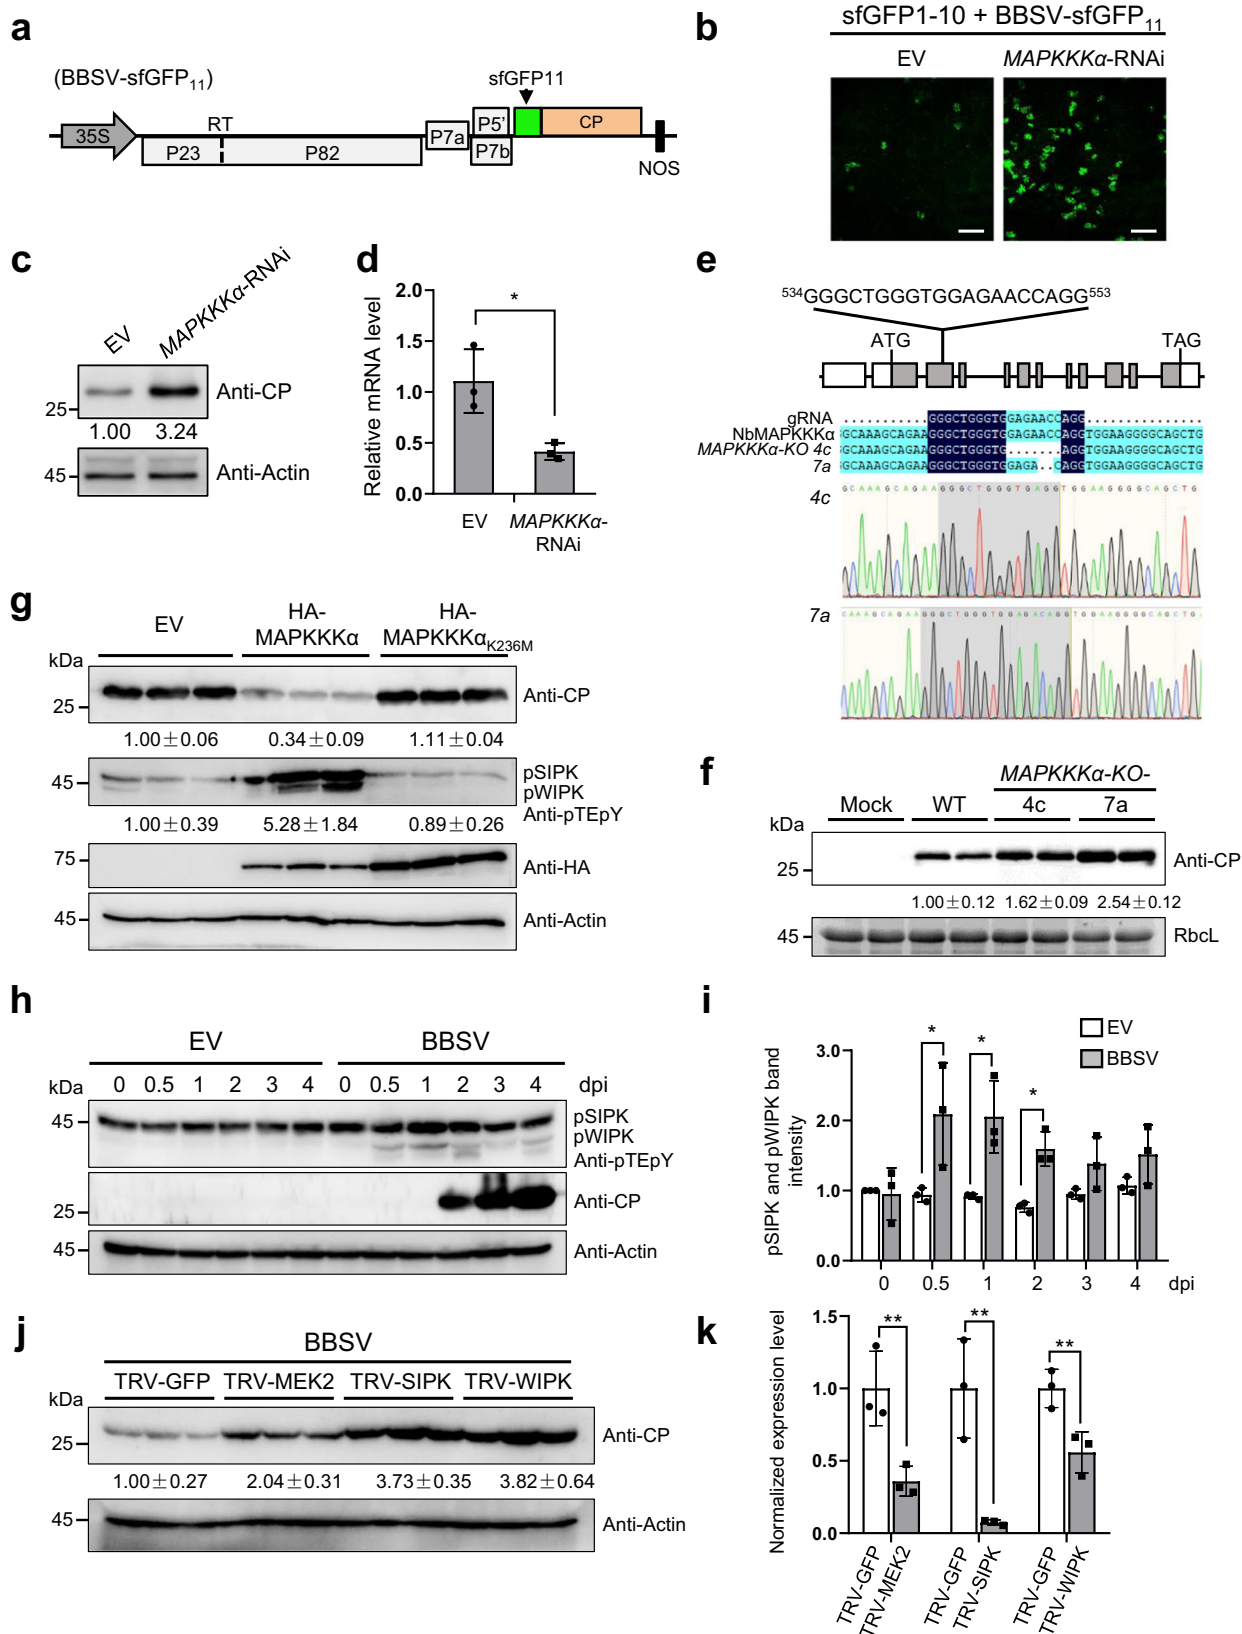 a
(BBSV-sfGFP11)
sfGFP11
35S
RT
P23
P82
P7a
P5'
P7b
CP
NOS
b
sfGFP1-10 + BBSV-sfGFP11
EV
MAPKKKα-RNAi
c
EV
MAPKKKα-RNAi
Anti-CP
25
1.00 3.24
45
Anti-Actin
d
Relative mRNA level
2.0
1.5
1.0
0.5
0.0
*
EV
MAPKKKα-
RNAi
e
534GGGCTGGGTGGAGAACCAGG553
ATG
TAG
gRNA
..........GGGCTGGGTGGAGAACCAGG..............
NbMAPKKKα
GCAAAGCAGAAGGGCTGGGTGGAGAACCAGGTGGAAGGGGCAGCTG
MAPKKKα-KO 4c
GCAAAGCAGAAGGGCTGGGTG.......AGGTGGAAGGGGCAGCTG
7a
GCAAAGCAGAAGGGCTGGGTGGAGA..CAGGTGGAAGGGGCAGCTG
4c
GCAAAGCAGAAGGGCTGGGTGAGGTGGAAGGGGCAGCTG
7a
CAAAGCAGAAGGGCTGGGTGGAGACAGGTGGAAGGGGCAGCTG
f
MAPKKKα-KO-
Mock WT 4c 7a
kDa
25
Anti-CP
1.00±0.12 1.62±0.09 2.54±0.12
45
RbcL
g
EV
HA-
MAPKKKα
HA-
MAPKKKαK236M
kDa
25
Anti-CP
1.00±0.06 0.34±0.09 1.11±0.04
45
pSIPK
pWIPK
Anti-pTEpY
1.00±0.39 5.28±1.84 0.89±0.26
75
Anti-HA
45
Anti-Actin
h
EV BBSV
kDa 0 0.5 1 2 3 4 0 0.5 1 2 3 4 dpi
45
pSIPK
pWIPK
Anti-pTEpY
25
Anti-CP
45
Anti-Actin
i
EV
BBSV
pSIPK and pWIPK band
intensity
3.0
2.0
1.0
0.0
* * *
0 0.5 1 2 3 4 dpi
j
BBSV
TRV-GFP TRV-MEK2 TRV-SIPK TRV-WIPK
kDa
25
Anti-CP
1.00±0.27 2.04±0.31 3.73±0.35 3.82±0.64
45
Anti-Actin
k
Normalized expression level
1.5
1.0
0.5
0.0
** ** **
TRV-GFP
TRV-MEK2
TRV-GFP
TRV-SIPK
TRV-GFP
TRV-WIPK